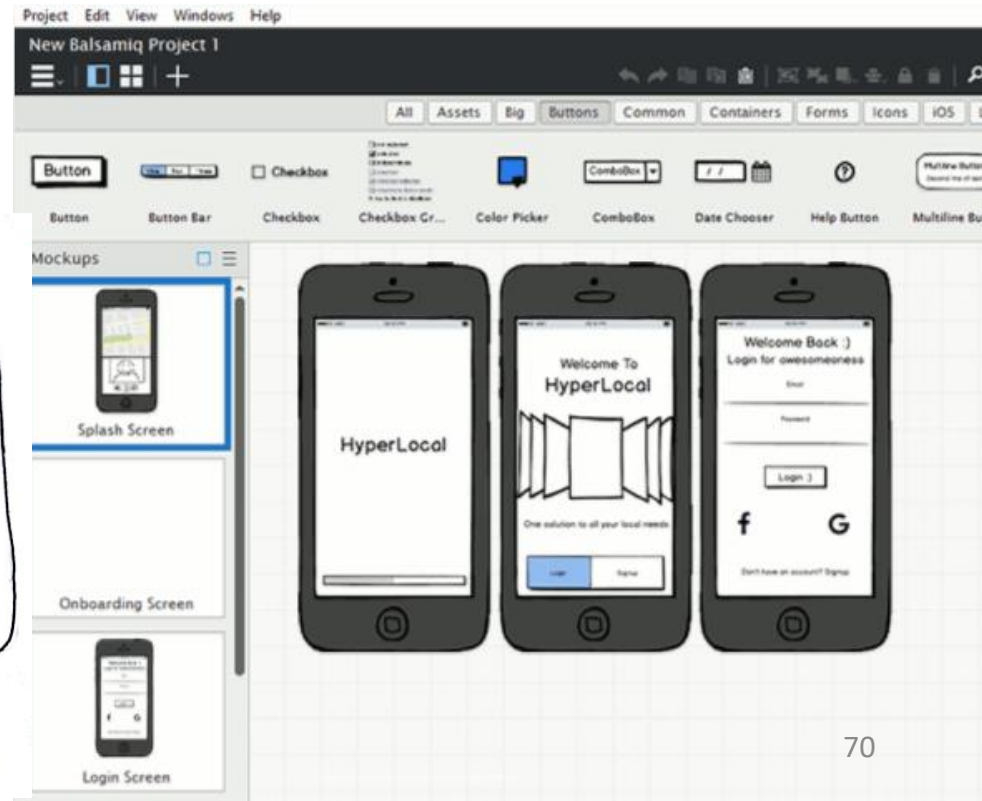 Project Edit View Windows Help
New Balsamiq Project 1
All Assets Big Buttons Common Containers Forms Icons iOS
Button
Checkbox
ComboBox
/ /
?
Multiline Button
Button Button Bar Checkbox Checkbox Gr... Color Picker ComboBox Date Chooser Help Button Multiline Bu
Mockups
Splash Screen
Onboarding Screen
Login Screen
HyperLocal
Welcome To
HyperLocal
One solution to all your local needs
Login Signup
Welcome Back :)
Login for awesomeoness
Email
Password
Login :)
f G
Don't have an account? Signup
70